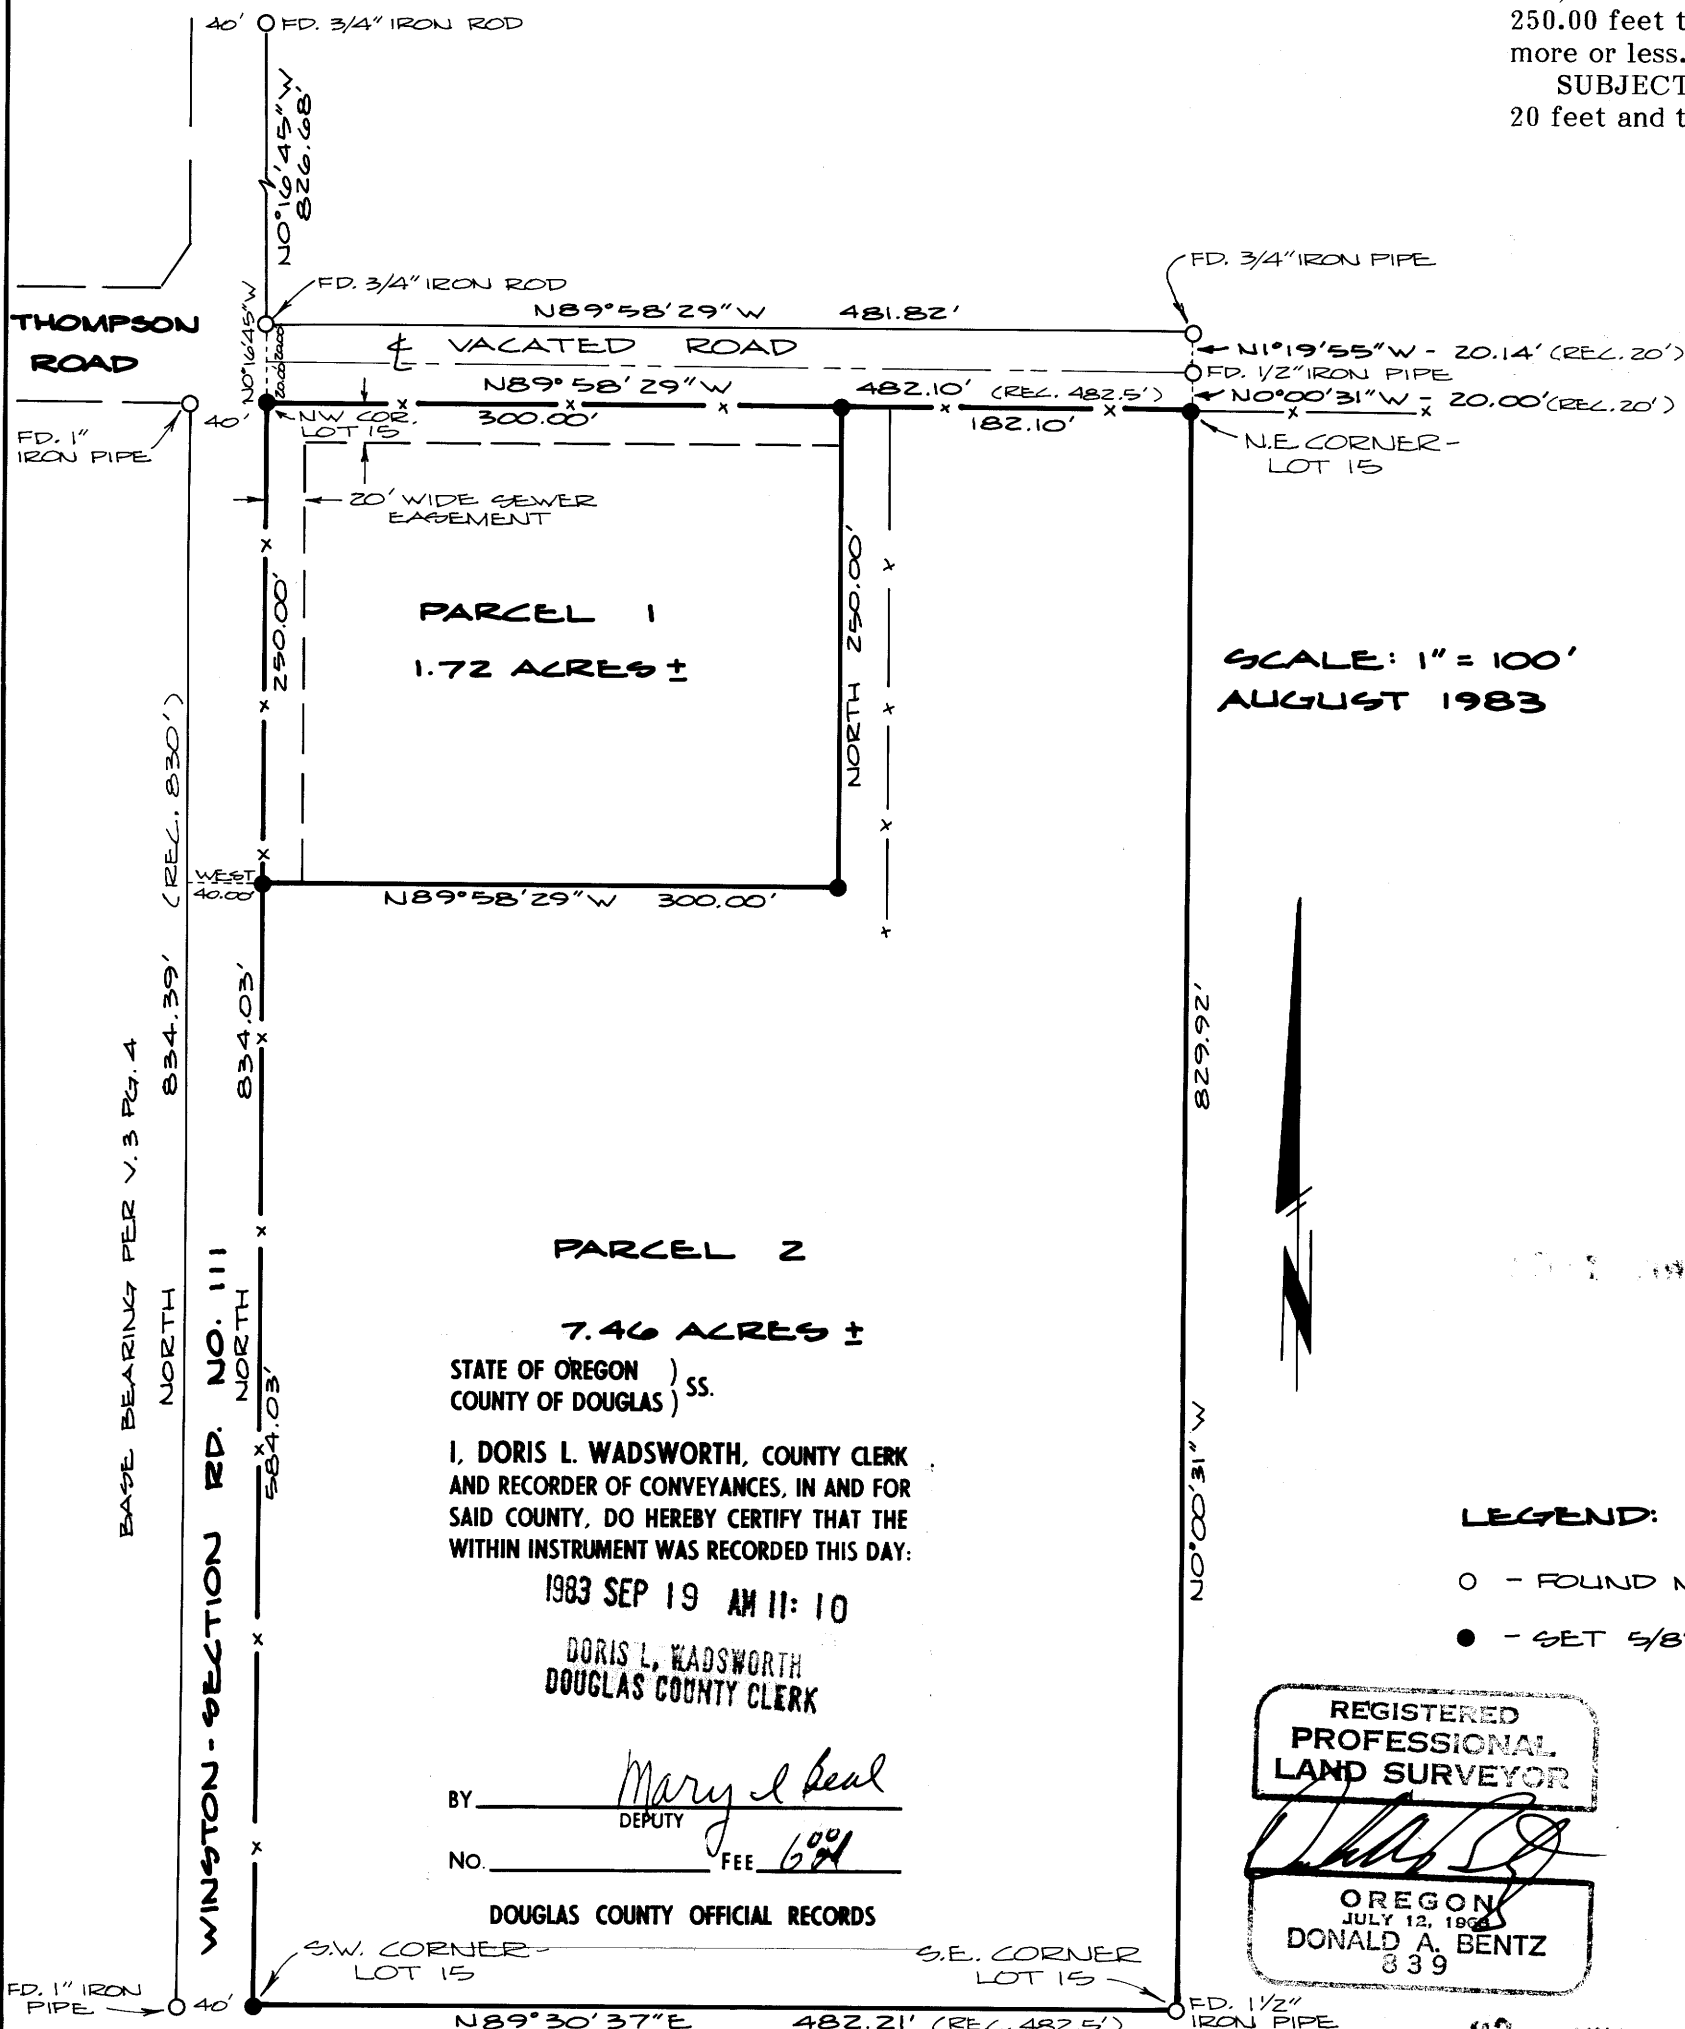 250.00 feet t
more or less.
SUBJECT
20 feet and t
40' FD. 3/4" IRON ROD
N0°16'45"W
826.68'
FD. 3/4" IRON PIPE
FD. 3/4" IRON ROD
N89°58'29"W 481.82'
THOMPSON
ROAD
N0°16'45"W
20.00'
20.00'
℄ VACATED ROAD
N1°19'55"W - 20.14' (REC. 20')
FD. 1/2" IRON PIPE
N89°58'29"W 482.10' (REC. 482.5')
N0°00'31"W - 20.00' (REC. 20')
40'
NW COR.
LOT 15
300.00'
182.10'
FD. 1"
IRON PIPE
N.E CORNER-
LOT 15
20' WIDE SEWER
EASEMENT
250.00'
NORTH 250.00'
PARCEL 1
1.72 ACRES ±
SCALE: 1" = 100'
AUGUST 1983
WEST
40.00'
N89°58'29"W 300.00'
BASE BEARING PER V.3 PG. 4
NORTH 834.39' (REC. 830')
WINSTON-SECTION RD. NO. 111
NORTH 834.03'
584.03'
N0°00'31"W 829.92'
N
PARCEL 2
7.46 ACRES ±
STATE OF OREGON )
COUNTY OF DOUGLAS ) SS.
I, DORIS L. WADSWORTH, COUNTY CLERK
AND RECORDER OF CONVEYANCES, IN AND FOR
SAID COUNTY, DO HEREBY CERTIFY THAT THE
WITHIN INSTRUMENT WAS RECORDED THIS DAY:
1983 SEP 19 AM 11:10
DORIS L. WADSWORTH
DOUGLAS COUNTY CLERK
BY Mary L Beal
DEPUTY
NO. FEE 6.00
DOUGLAS COUNTY OFFICIAL RECORDS
LEGEND:
○ - FOUND
● - SET 5/8"
REGISTERED
PROFESSIONAL
LAND SURVEYOR
OREGON
JULY 12, 196
DONALD A. BENTZ
839
S.W. CORNER-
LOT 15
S.E. CORNER
LOT 15
FD. 1" IRON
PIPE
40'
FD. 1 1/2"
IRON PIPE
N89°30'37"E 482.21' (REC. 482.5')